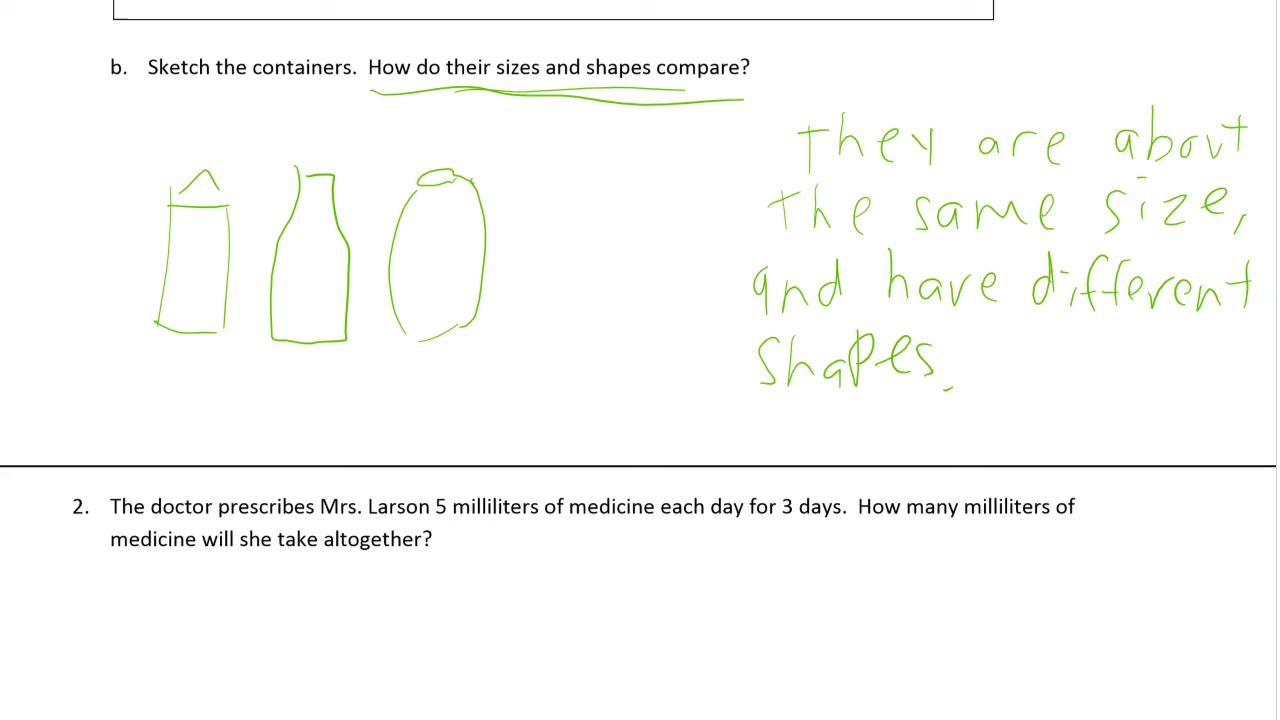 b. Sketch the containers. How do their sizes and shapes compare?
they are about
the same size,
and have different
shapes.
2. The doctor prescribes Mrs. Larson 5 milliliters of medicine each day for 3 days. How many milliliters of
medicine will she take altogether?